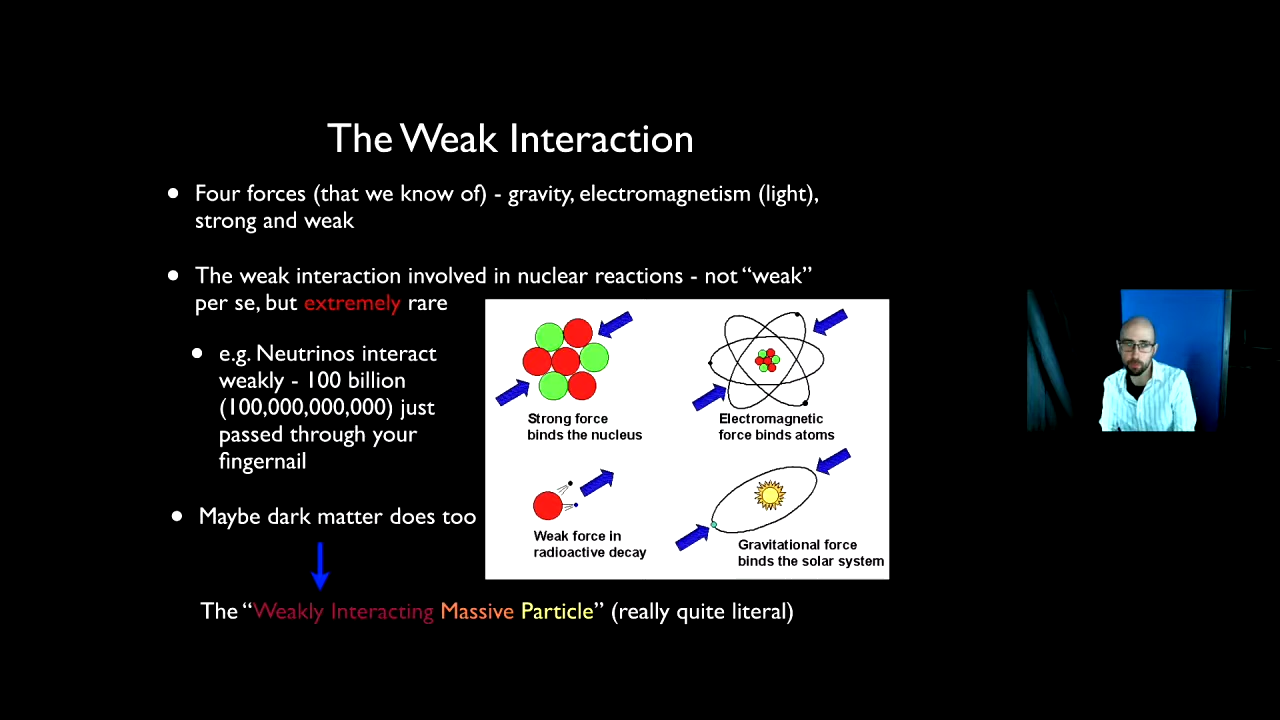 The Weak Interaction
• Four forces (that we know of) - gravity, electromagnetism (light),
strong and weak
• The weak interaction involved in nuclear reactions - not “weak”
per se, but extremely rare
• e.g. Neutrinos interact
weakly - 100 billion
(100,000,000,000) just
passed through your
fingernail
• Maybe dark matter does too
Strong force
binds the nucleus
Electromagnetic
force binds atoms
Weak force in
radioactive decay
Gravitational force
binds the solar system
The “Weakly Interacting Massive Particle” (really quite literal)